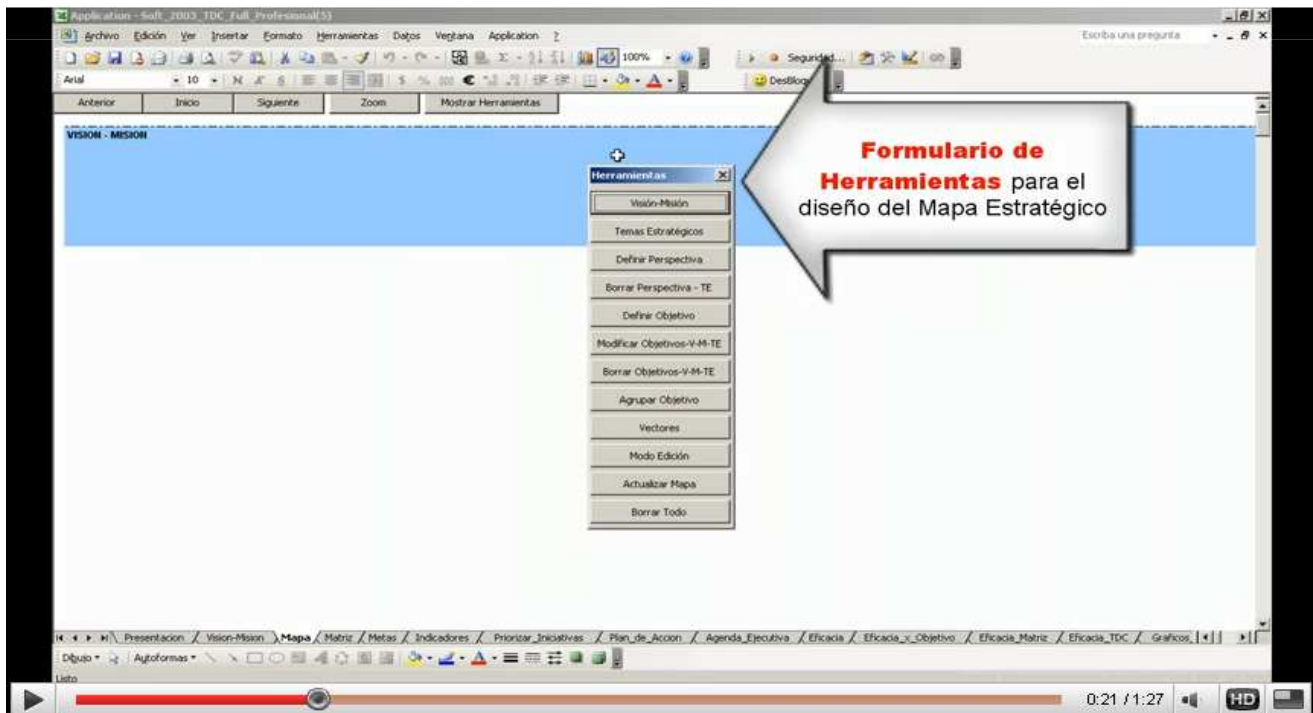 Application - Soft_2003_TDC_Full_Profesional(5)
Archivo Edición Ver Insertar Formato Herramientas Datos Ventana Application ? Escriba una pregunta
100% Seguridad...
Arial 10 N K S € DesBloq
Anterior Inicio Siguiente Zoom Mostrar Herramientas
VISION - MISION
Formulario de
Herramientas para el
diseño del Mapa Estratégico
Herramientas
Visión-Misión
Temas Estratégicos
Definir Perspectiva
Borrar Perspectiva - TE
Definir Objetivo
Modificar Objetivos-V-M-TE
Borrar Objetivos-V-M-TE
Agrupar Objetivo
Vectores
Modo Edición
Actualizar Mapa
Borrar Todo
Presentacion Vision-Mision Mapa Matriz Metas Indicadores Priorizar_Iniciativas Plan_de_Accion Agenda_Ejecutiva Eficacia Eficacia_x_Objetivo Eficacia_Matriz Eficacia_TDC Graficos_
Dibujo Autoformas
Listo
0:21 / 1:27 HD